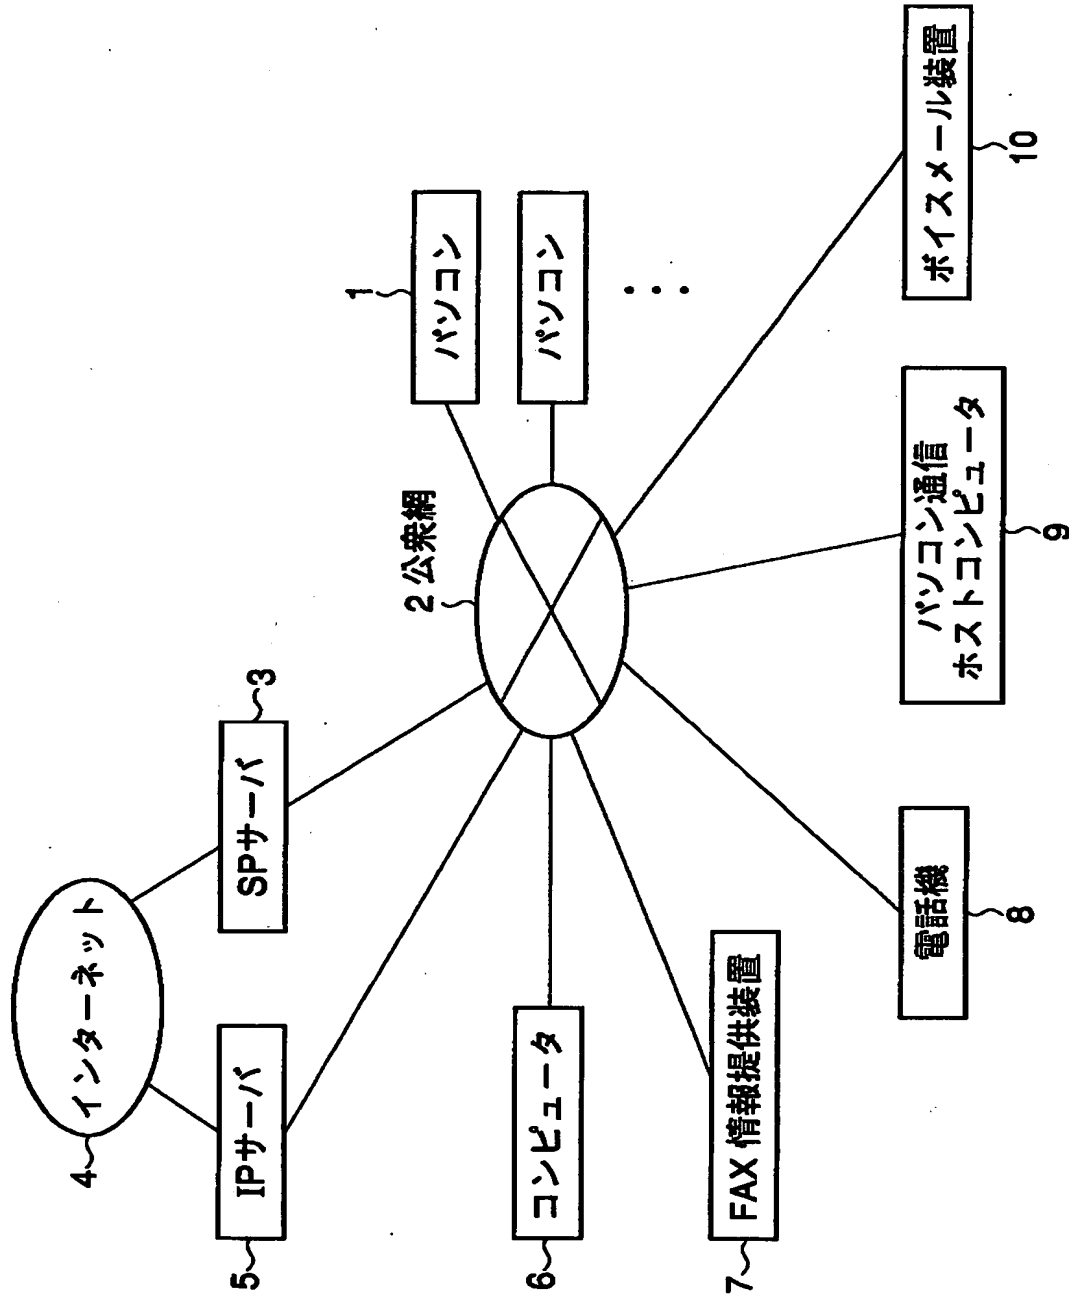 4
インターネット
5
IPサーバ
SPサーバ
3
2 公衆網
1
パソコン
パソコン
・・・
6
コンピュータ
7
FAX 情報提供装置
電話機
8
パソコン通信
ホストコンピュータ
9
ボイスメール装置
10